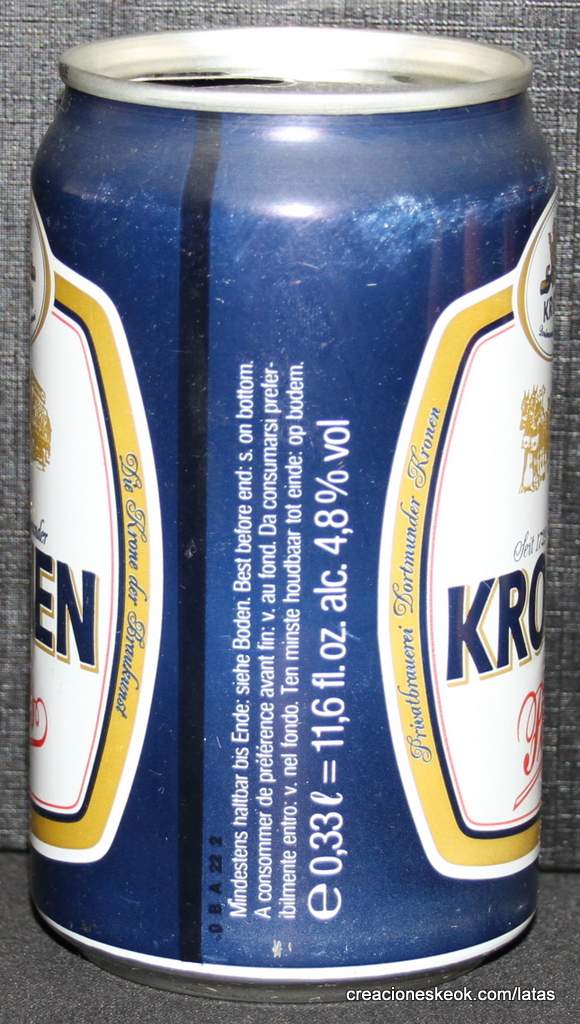 Die Krone der Braukunst
EN
Mindestens haltbar bis Ende: siehe Boden. Best before end: s. on bottom.
A consommer de préférence avant fin: v. au fond. Da consumarsi prefer-
ibilmente entro: v. nel fondo. Ten minste houdbaar tot einde: op bodem.
e 0,33 ℓ = 11,6 fl. oz. alc. 4,8 % vol
Privatbrauerei Dortmunder Kronen
Seit
KRO
creacioneskeok.com/latas